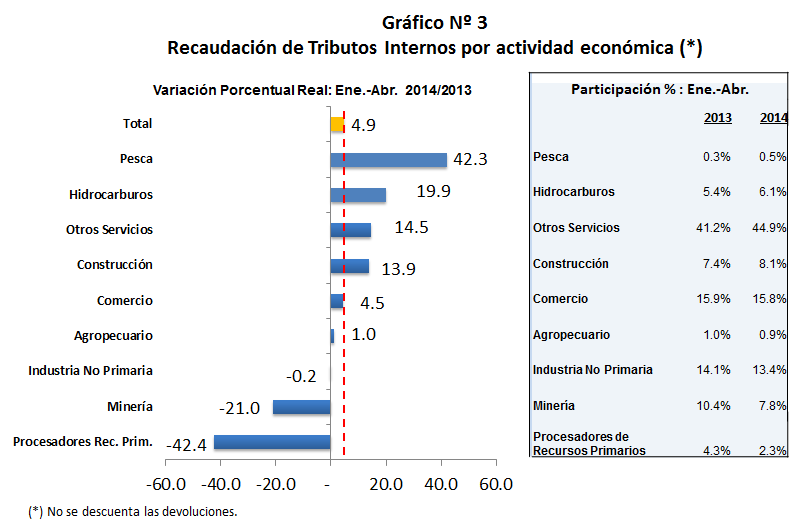 Gráfico Nº 3
Recaudación de Tributos Internos por actividad económica (*)
Variación Porcentual Real: Ene.-Abr. 2014/2013
Total 4.9
Pesca 42.3
Hidrocarburos 19.9
Otros Servicios 14.5
Construcción 13.9
Comercio 4.5
Agropecuario 1.0
Industria No Primaria -0.2
Minería -21.0
Procesadores Rec. Prim. -42.4
-60.0 -40.0 -20.0 - 20.0 40.0 60.0
Participación % : Ene.-Abr.
2013 2014
Pesca 0.3% 0.5%
Hidrocarburos 5.4% 6.1%
Otros Servicios 41.2% 44.9%
Construcción 7.4% 8.1%
Comercio 15.9% 15.8%
Agropecuario 1.0% 0.9%
Industria No Primaria 14.1% 13.4%
Minería 10.4% 7.8%
Procesadores de
Recursos Primarios 4.3% 2.3%
(*) No se descuenta las devoluciones.